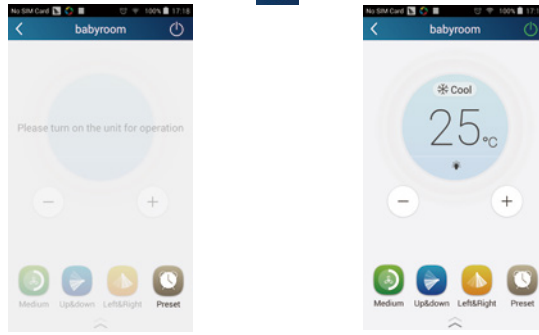 No SIM Card 100% 17:16
babyroom
Please turn on the unit for operation
Medium Up&down Left&Right Preset
No SIM Card 100%
babyroom
Cool
25°C
Medium Up&down Left&Right Preset